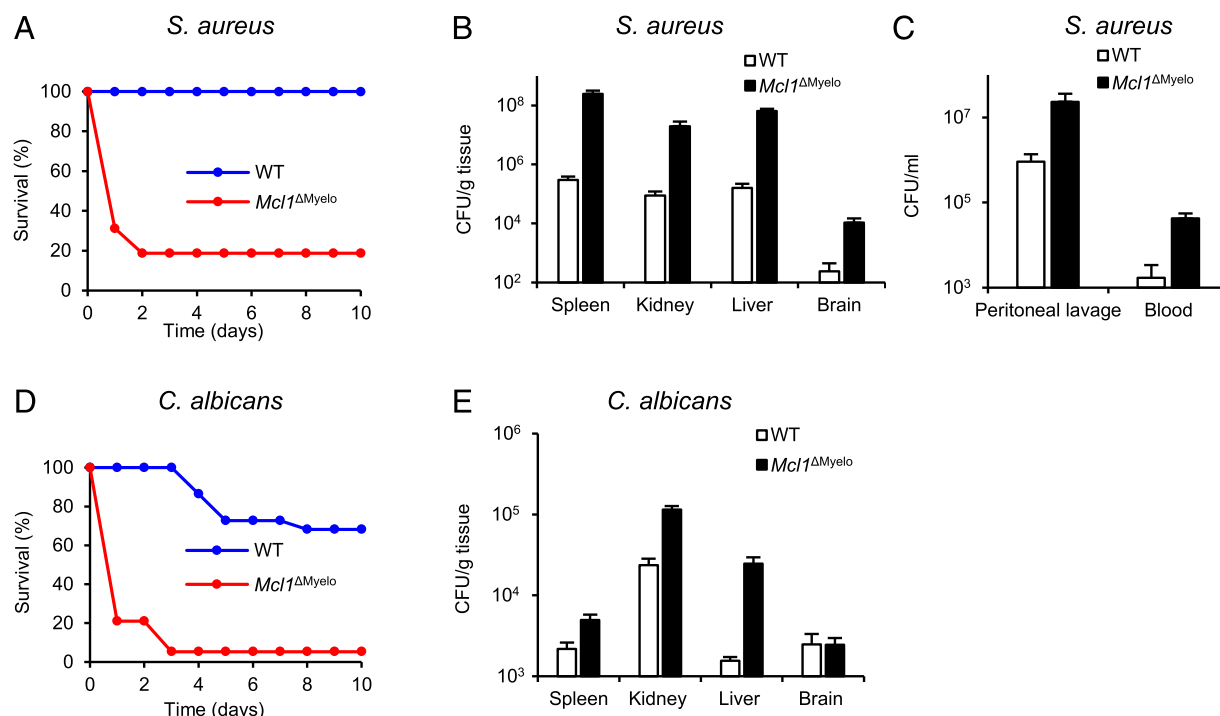 A
S. aureus
Survival (%)
100
80
60
40
20
0
0 2 4 6 8 10
Time (days)
WT
Mcl1ΔMyelo
B
S. aureus
WT
Mcl1ΔMyelo
CFU/g tissue
10⁸
10⁶
10⁴
10²
Spleen Kidney Liver Brain
C
S. aureus
WT
Mcl1ΔMyelo
CFU/ml
10⁷
10⁵
10³
Peritoneal lavage Blood
D
C. albicans
Survival (%)
100
80
60
40
20
0
0 2 4 6 8 10
Time (days)
WT
Mcl1ΔMyelo
E
C. albicans
WT
Mcl1ΔMyelo
CFU/g tissue
10⁶
10⁵
10⁴
10³
Spleen Kidney Liver Brain